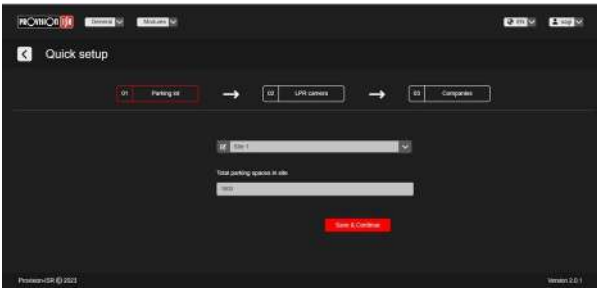 PROVISION ISR General Modules EN sagi
Quick setup
01 Parking lot → 02 LPR camera → 03 Companies
Site 1
Total parking spaces in site
Save & Continue
Provision-ISR © 2023 Version 2.0.1